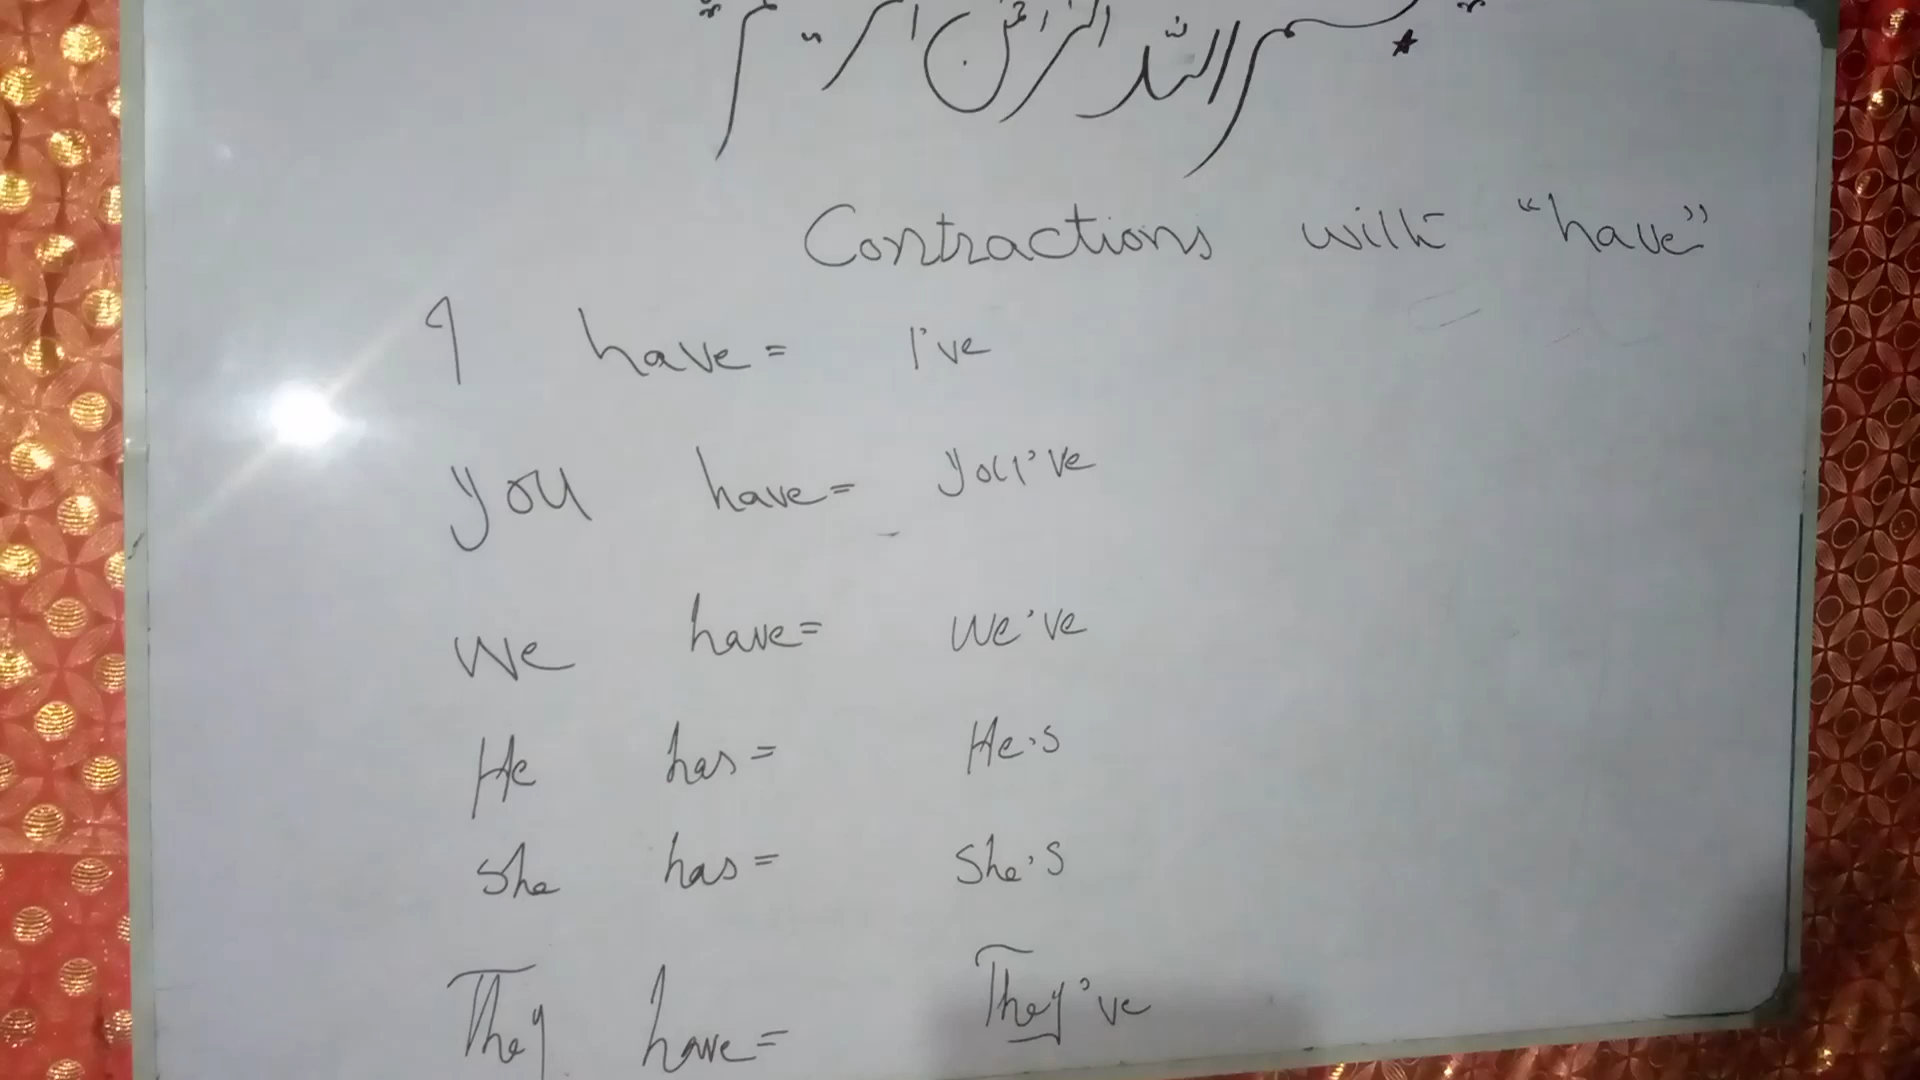 بسم الله الرحمن الرحیم
Contractions with "have"
I have = I've
you have = you've
we have = we've
He has = He's
She has = She's
They have = They've